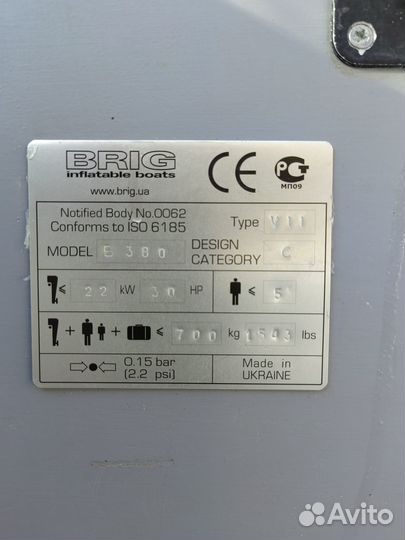 BRIG
inflatable boats
www.brig.ua
CE
PCT
МП09
Notified Body No.0062
Conforms to ISO 6185
Type VII
MODEL E 380
DESIGN CATEGORY C
≤ 22 kW 30 HP
≤ 5
+ + ≤ 700 kg 1543 lbs
0.15 bar
(2.2 psi)
Made in
UKRAINE
Avito